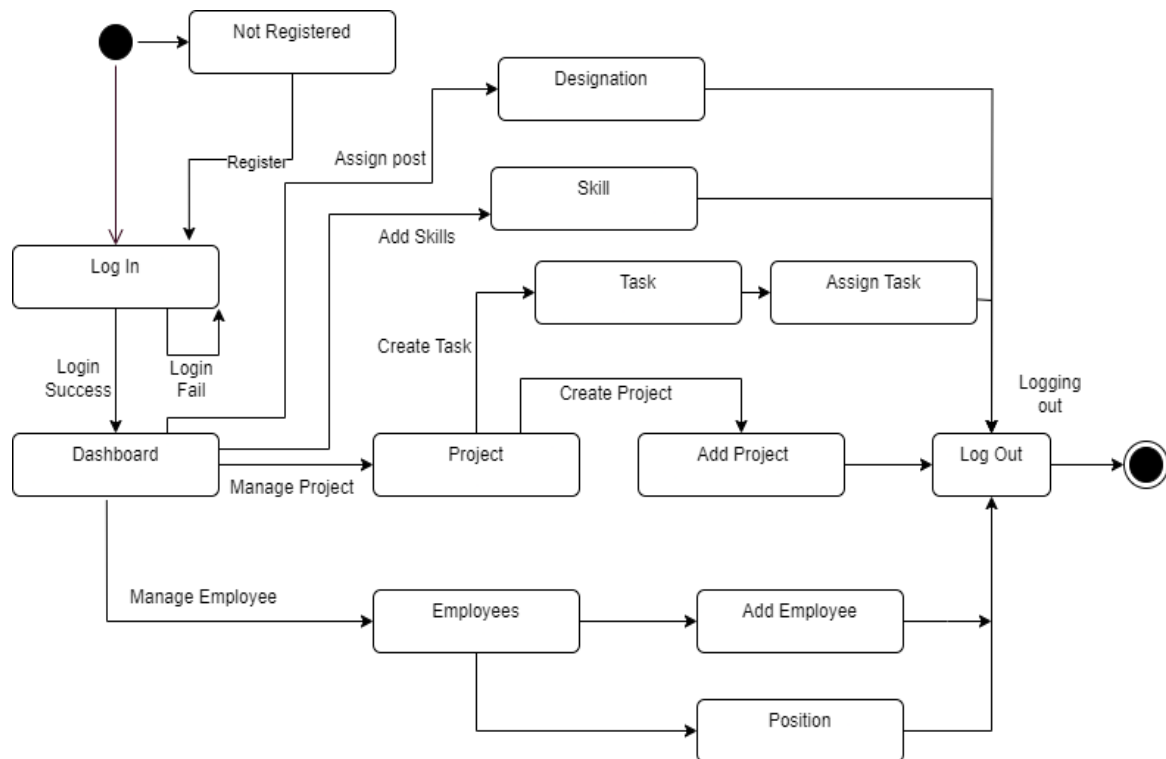 Not Registered
Designation
Register
Assign post
Skill
Add Skills
Log In
Task
Assign Task
Create Task
Login
Success
Login
Fail
Create Project
Logging
out
Dashboard
Project
Add Project
Log Out
Manage Project
Manage Employee
Employees
Add Employee
Position